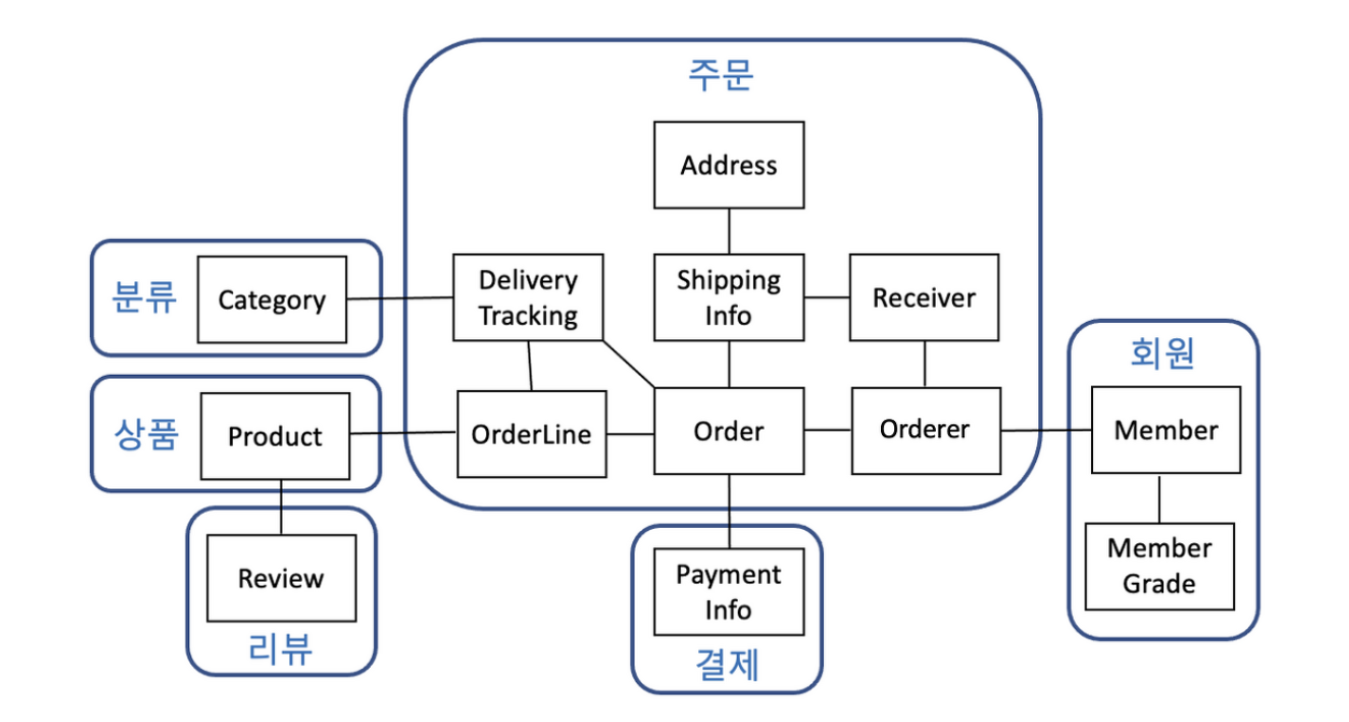 주문
Address
분류
Category
Delivery
Tracking
Shipping
Info
Receiver
회원
상품
Product
OrderLine
Order
Orderer
Member
Review
리뷰
Payment
Info
결제
Member
Grade